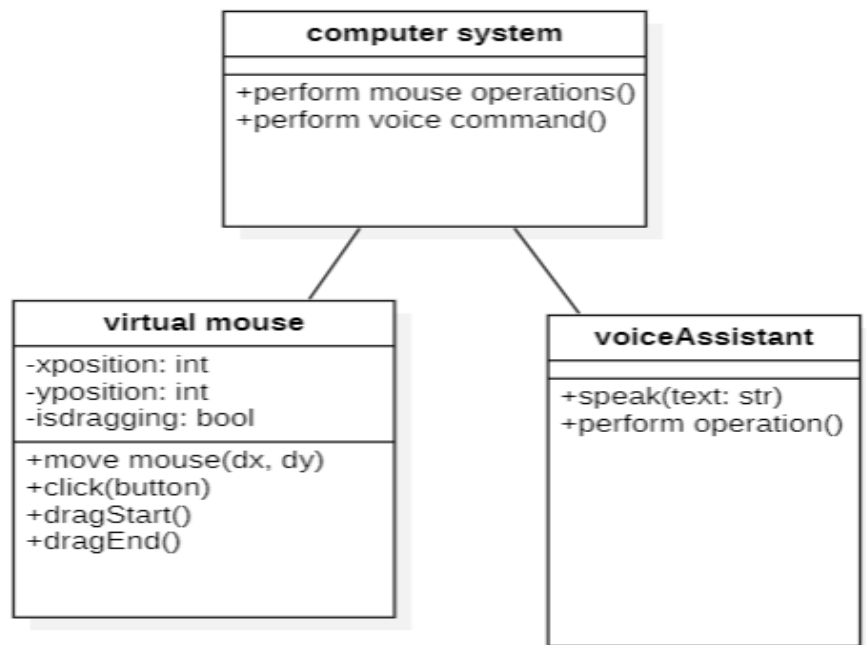 computer system
+perform mouse operations()
+perform voice command()
virtual mouse
-xposition: int
-yposition: int
-isdragging: bool
+move mouse(dx, dy)
+click(button)
+dragStart()
+dragEnd()
voiceAssistant
+speak(text: str)
+perform operation()